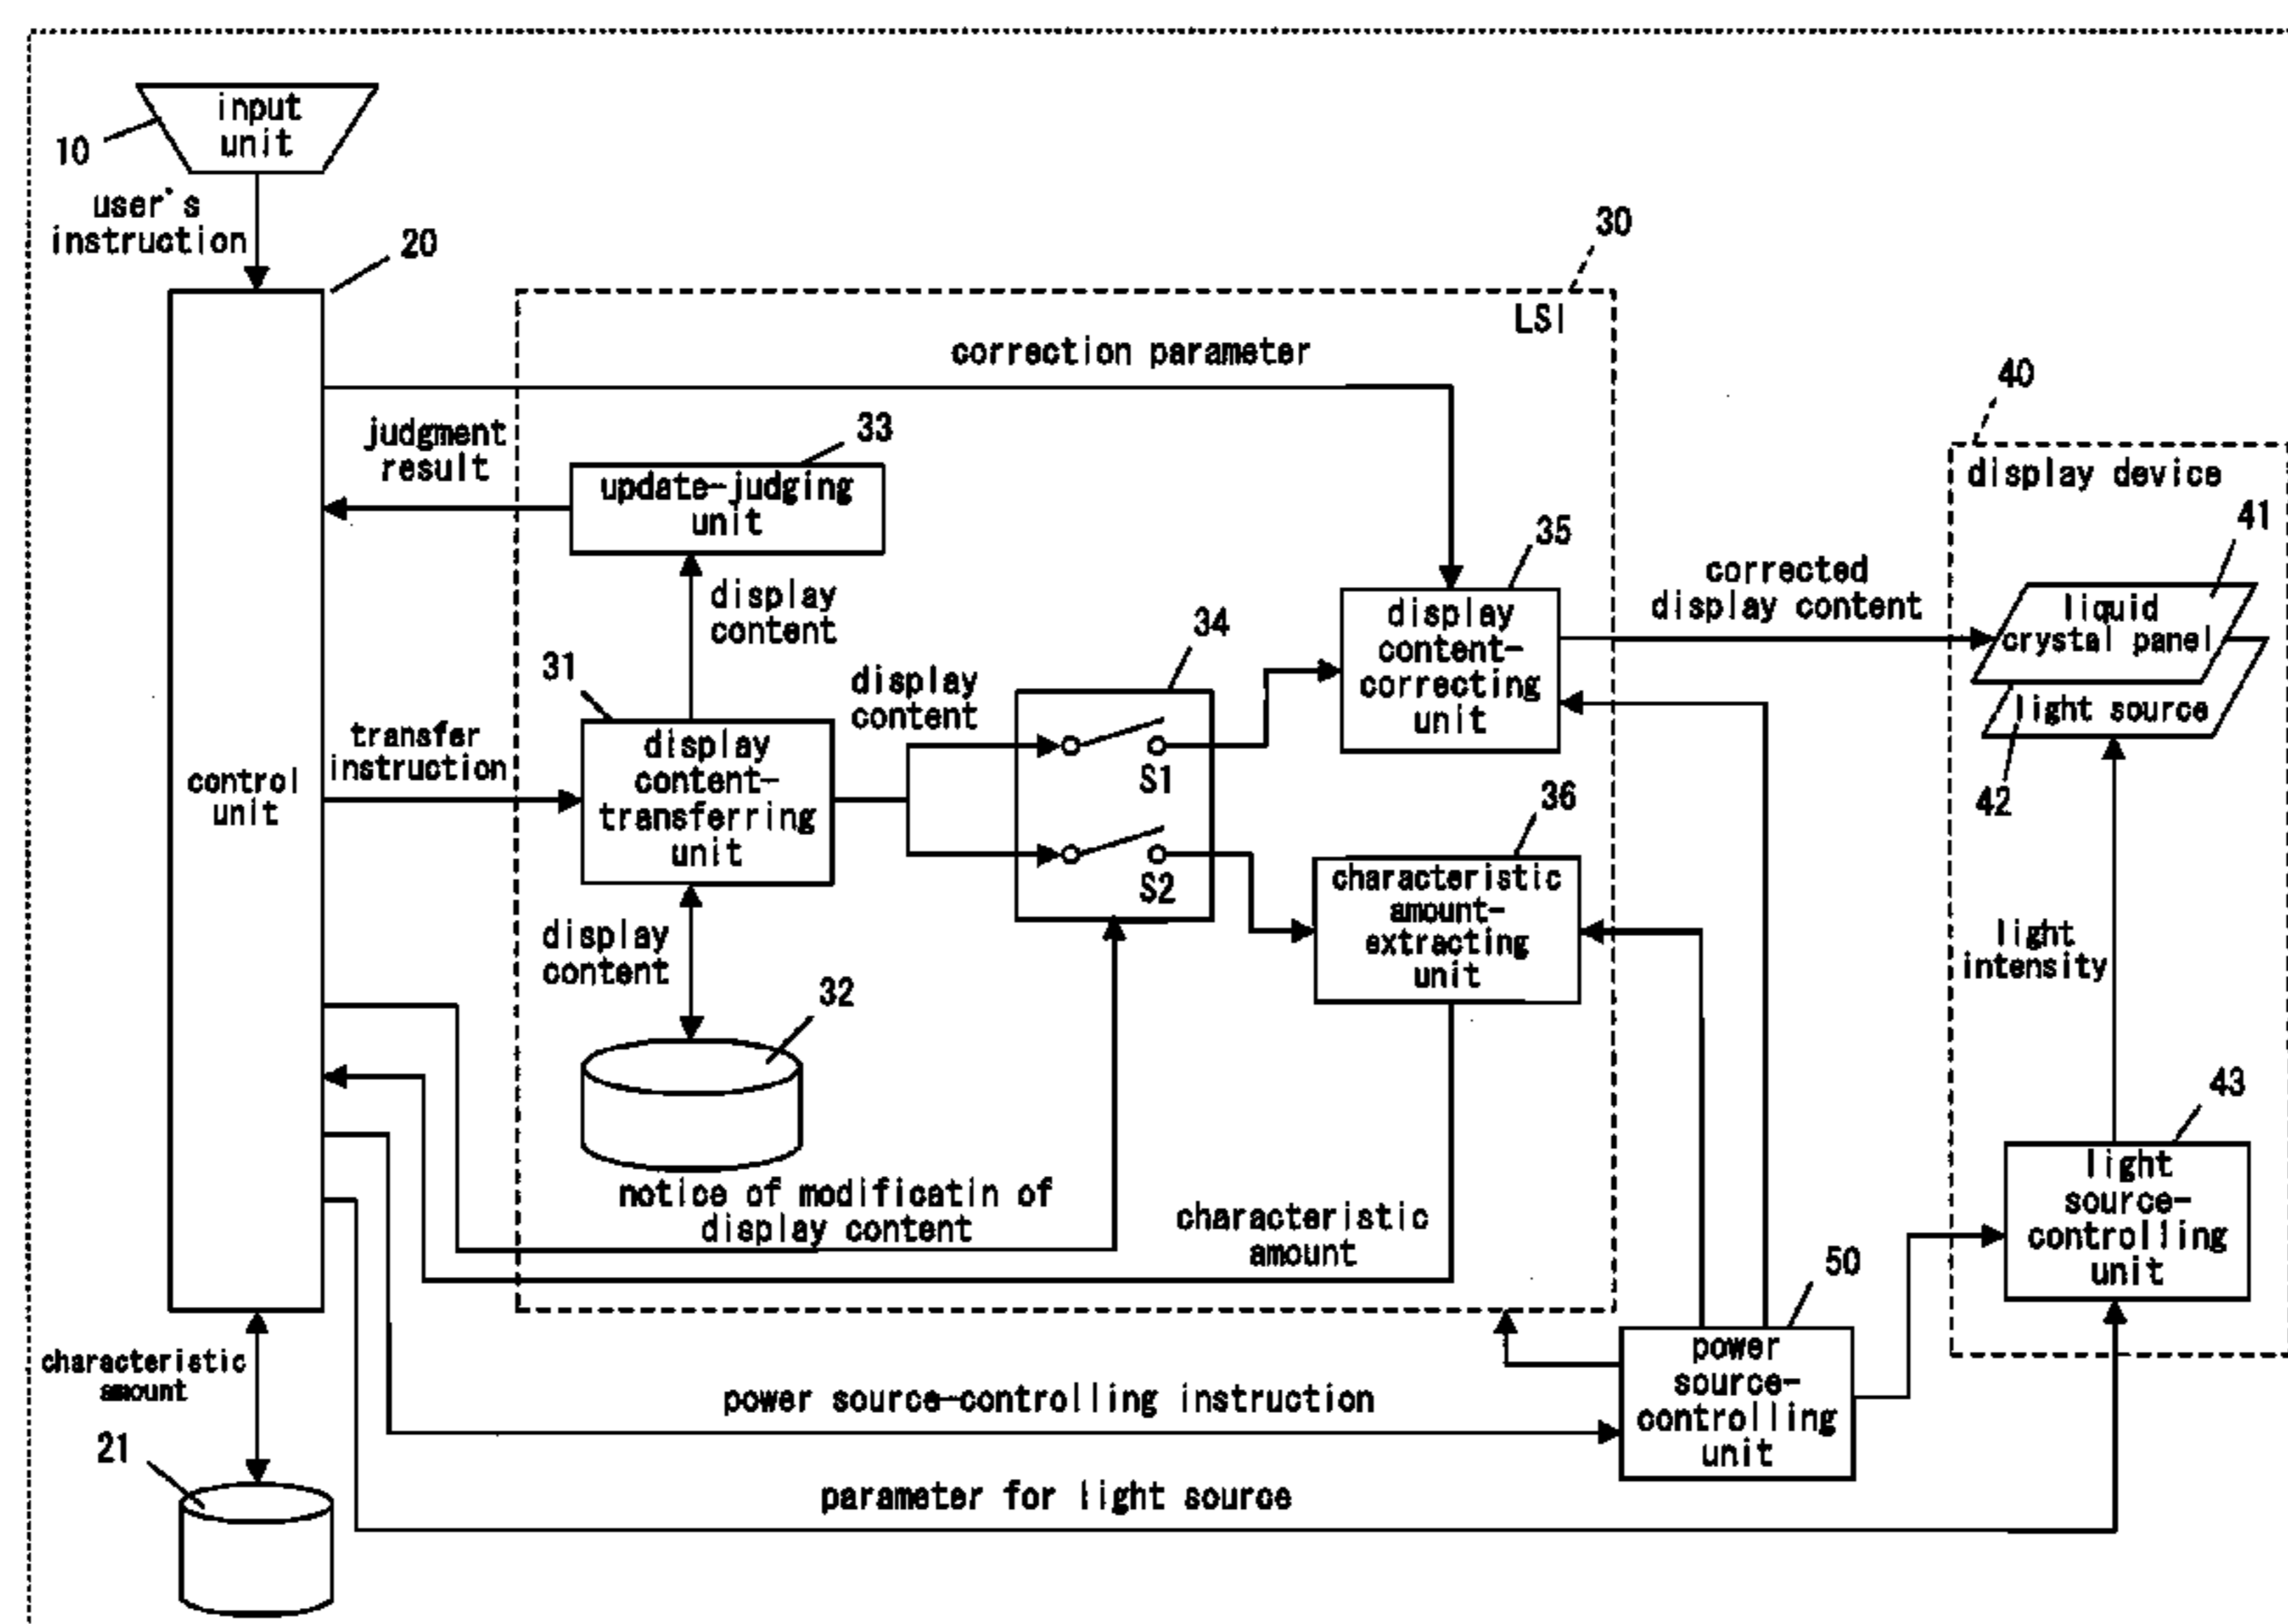 input
unit
10
user's
instruction
20
30
LSI
correction parameter
40
display device
judgment
result
33
update-judging
unit
41
35
corrected
display content
display
content
34
display
content-
correcting
unit
liquid
crystal panel
31
display
content
light source
transfer
instruction
display
content-
transferring
unit
control
unit
S1
42
36
S2
characteristic
amount-
extracting
unit
display
content
light
intensity
32
43
light
source-
controlling
unit
notice of modificatin of
display content
characteristic
amount
50
characteristic
amount
power
source-
controlling
unit
power source-controlling instruction
21
parameter for light source